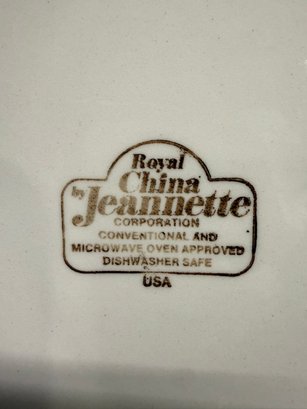 Royal
China
by Jeannette
CORPORATION
CONVENTIONAL AND
MICROWAVE OVEN APPROVED
DISHWASHER SAFE
USA